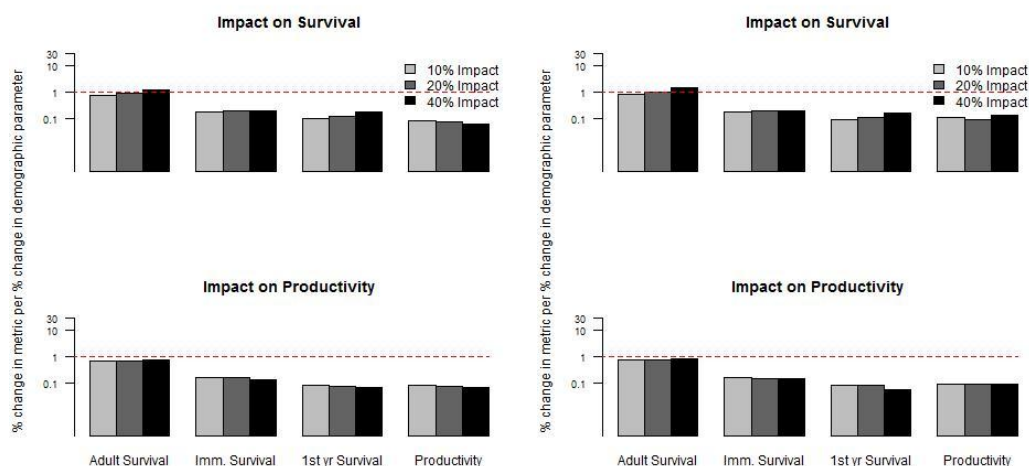 Impact on Survival
30
10
1
0.1
10% Impact
20% Impact
40% Impact
Impact on Productivity
30
10
1
0.1
Adult Survival Imm. Survival 1st yr Survival Productivity
% change in metric per % change in demographic parameter
Impact on Survival
30
10
1
0.1
10% Impact
20% Impact
40% Impact
Impact on Productivity
30
10
1
0.1
Adult Survival Imm. Survival 1st yr Survival Productivity
% change in metric per % change in demographic parameter